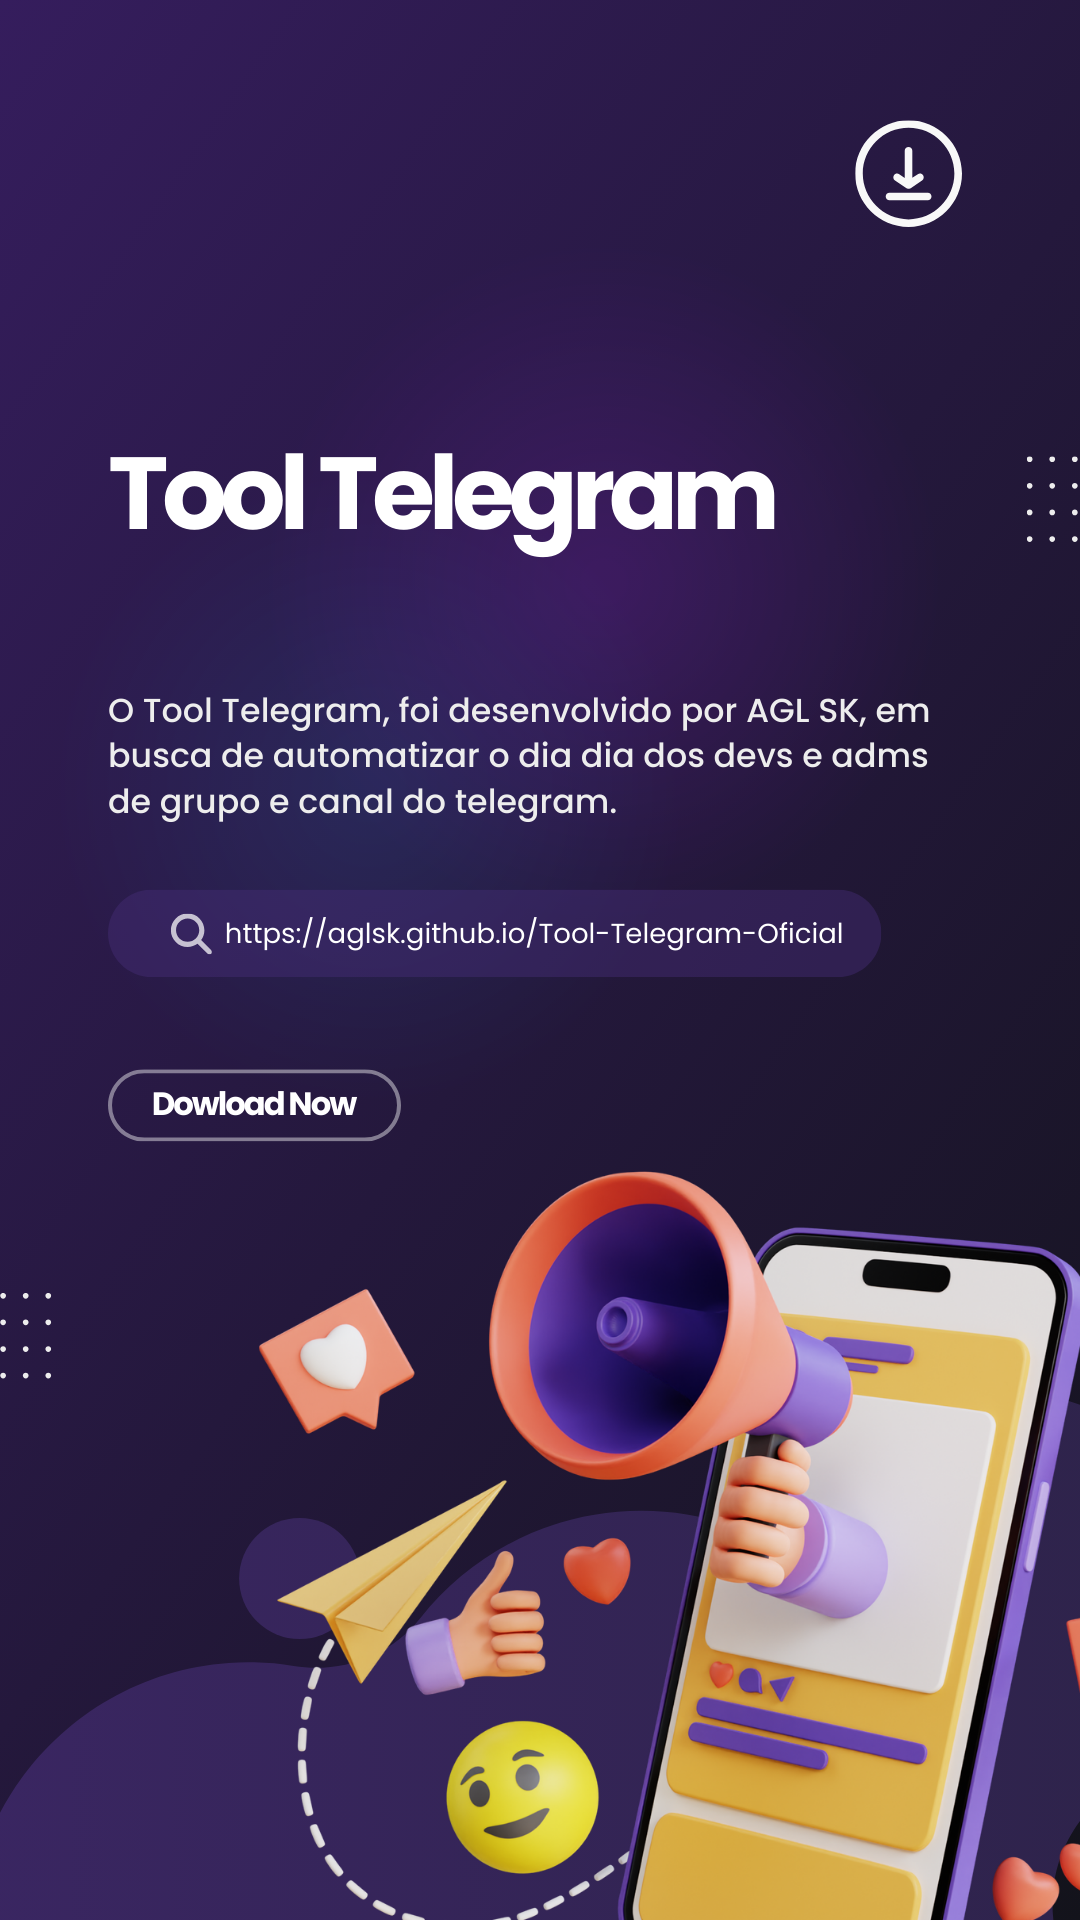 Tool Telegram
O Tool Telegram, foi desenvolvido por AGL SK, em
busca de automatizar o dia dia dos devs e adms
de grupo e canal do telegram.
https://aglsk.github.io/Tool-Telegram-Oficial
Dowload Now